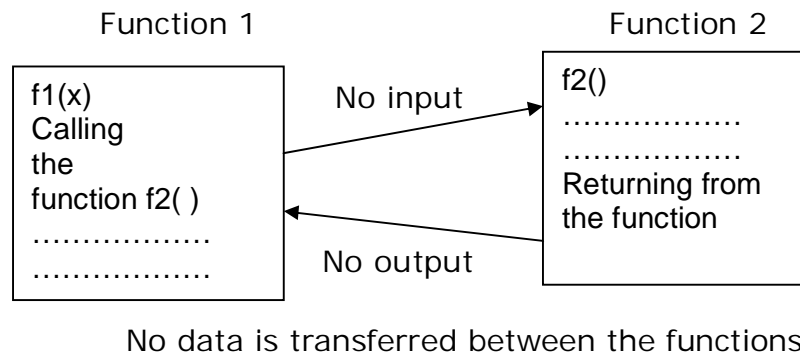 Function 1
Function 2
f1(x)
Calling
the
function f2( )
………………
………………
No input
No output
f2()
………………
………………
Returning from
the function
No data is transferred between the functions